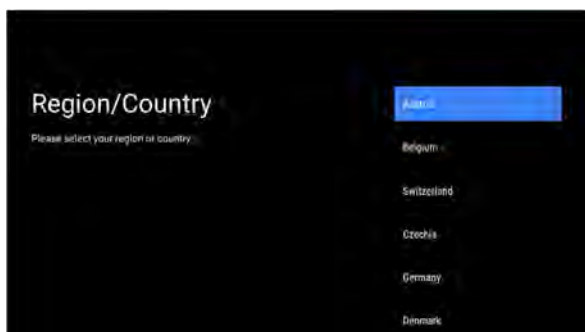 Region/Country
Please select your region or country
Austria
Belgium
Switzerland
Czechia
Germany
Denmark